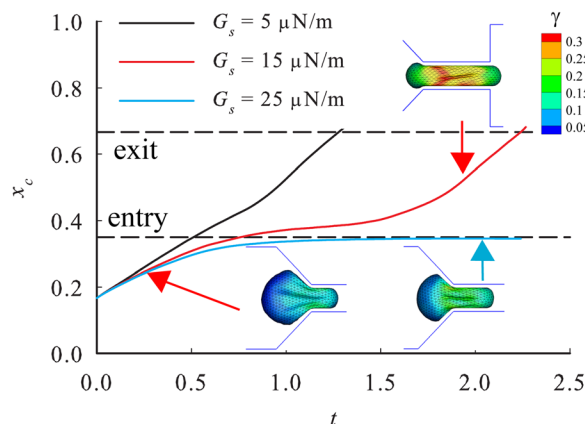 1.0
0.8
0.6
0.4
0.2
0.0
x_c
G_s = 5 μN/m
G_s = 15 μN/m
G_s = 25 μN/m
γ
0.3
0.25
0.2
0.15
0.1
0.05
exit
entry
0.0
0.5
1.0
1.5
2.0
2.5
t